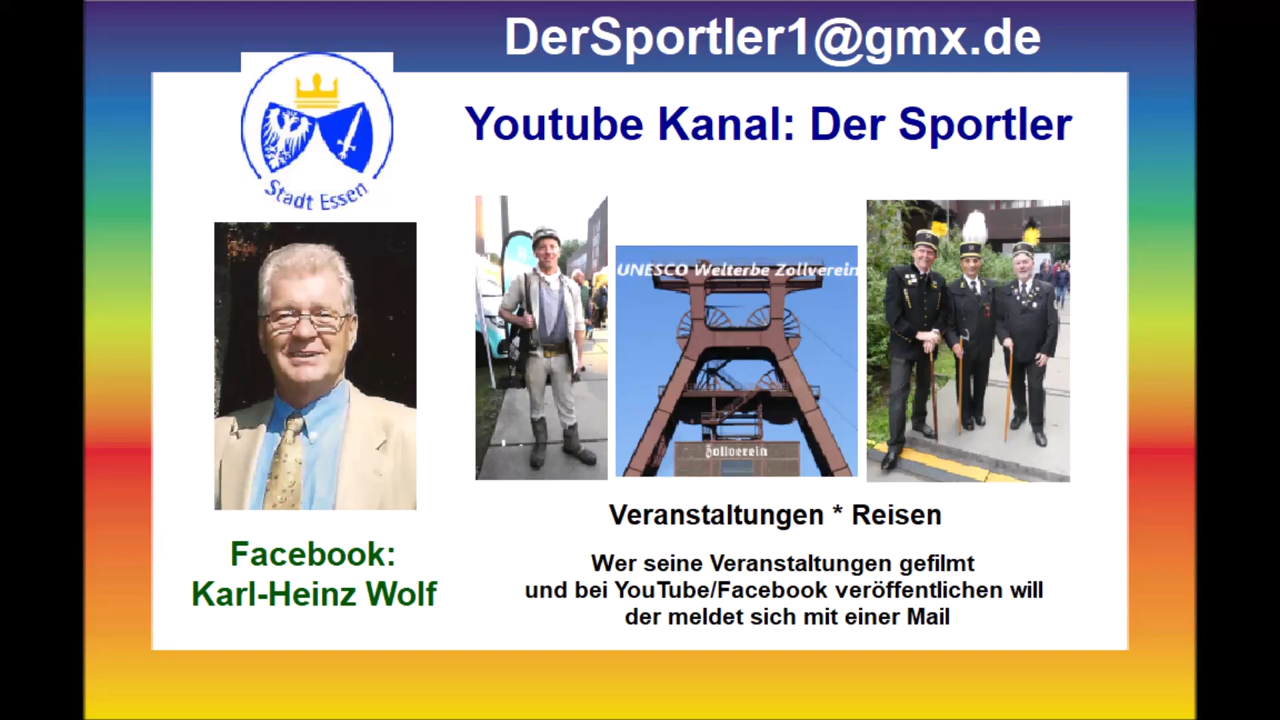 DerSportler1@gmx.de
Stadt Essen
Youtube Kanal: Der Sportler
UNESCO Welterbe Zollverein
Zollverein
Veranstaltungen * Reisen
Facebook:
Karl-Heinz Wolf
Wer seine Veranstaltungen gefilmt
und bei YouTube/Facebook veröffentlichen will
der meldet sich mit einer Mail